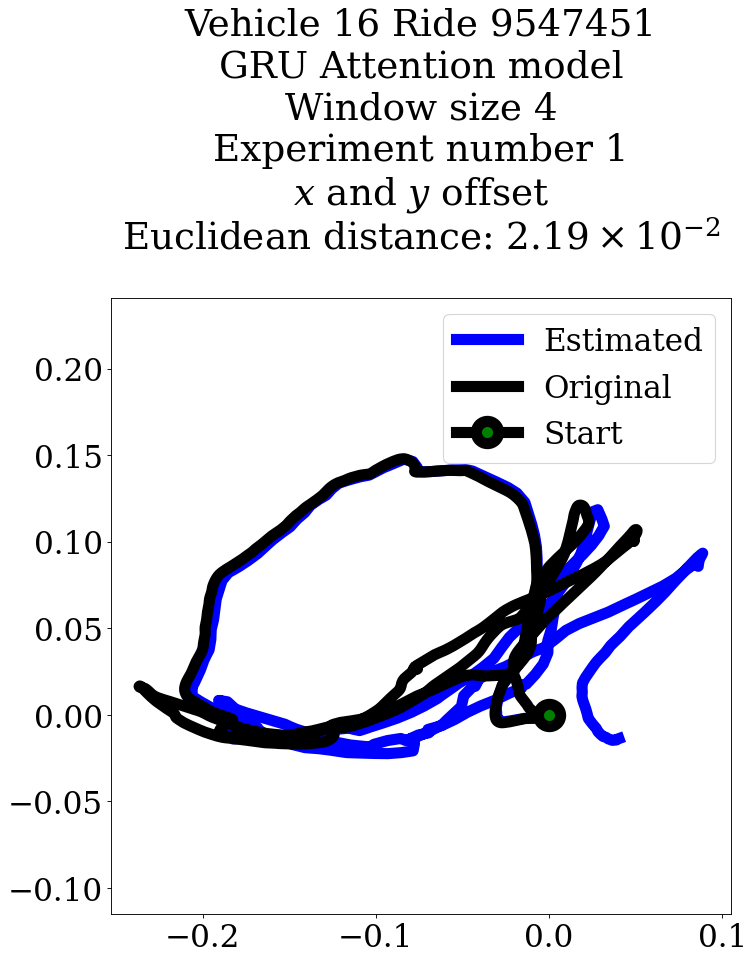 Vehicle 16 Ride 9547451
GRU Attention model
Window size 4
Experiment number 1
x and y offset
Euclidean distance: 2.19 × 10⁻²
Estimated
Original
Start
0.20
0.15
0.10
0.05
0.00
−0.05
−0.10
−0.2
−0.1
0.0
0.1